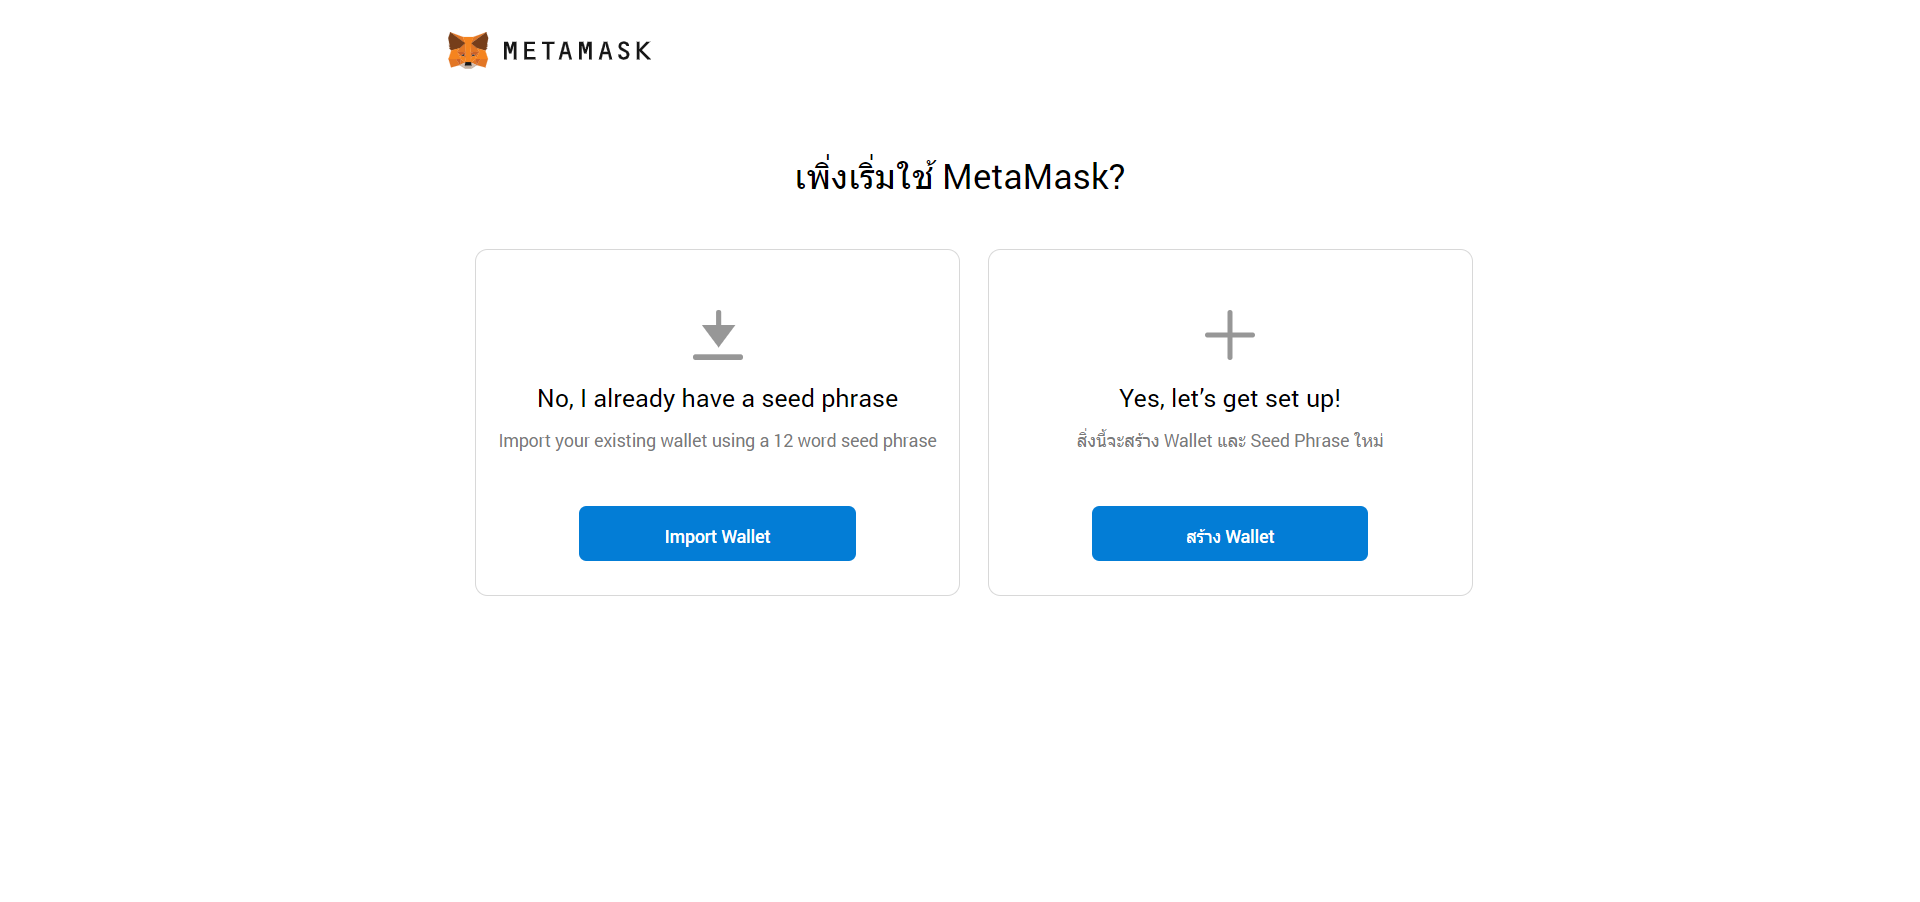 METAMASK
เพิ่งเริ่มใช้ MetaMask?
No, I already have a seed phrase
Import your existing wallet using a 12 word seed phrase
Import Wallet
Yes, let’s get set up!
สิ่งนี้จะสร้าง Wallet และ Seed Phrase ใหม่
สร้าง Wallet